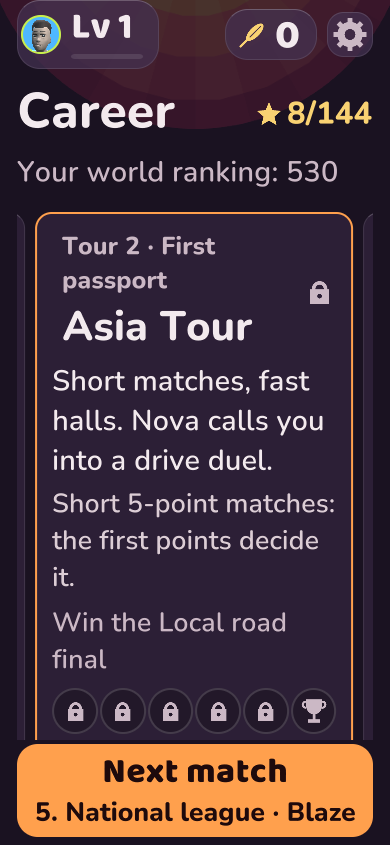 Lv 1
0
Career
8/144
Your world ranking: 530
Tour 2 · First
passport
Asia Tour
Short matches, fast
halls. Nova calls you
into a drive duel.
Short 5-point matches:
the first points decide
it.
Win the Local road
final
Next match
5. National league · Blaze